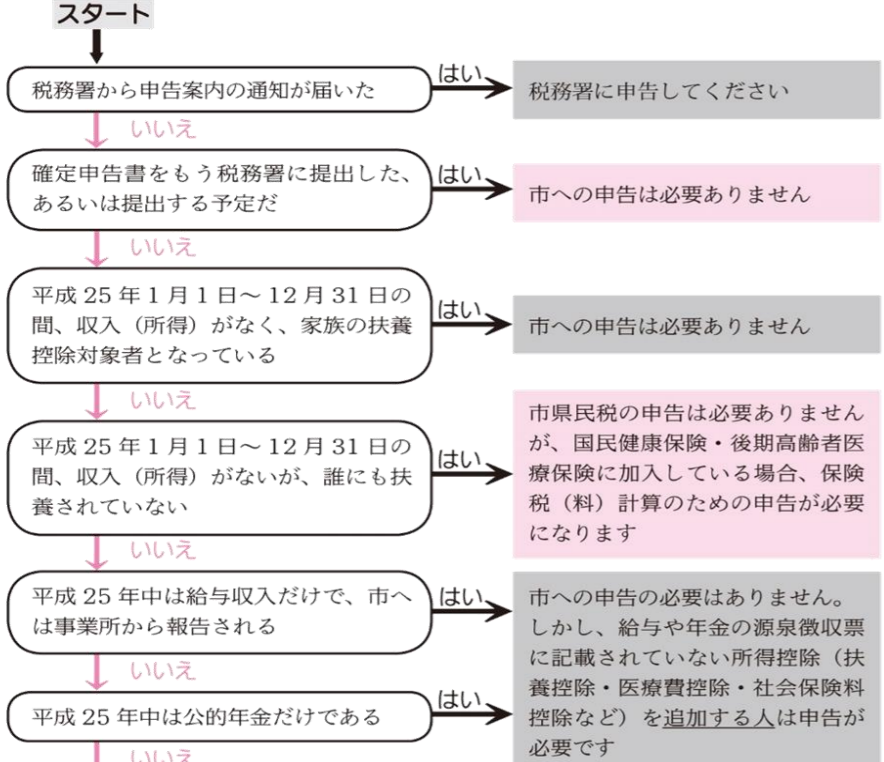 スタート
税務署から申告案内の通知が届いた
はい
税務署に申告してください
いいえ
確定申告書をもう税務署に提出した、
あるいは提出する予定だ
はい
市への申告は必要ありません
いいえ
平成 25 年 1 月 1 日~ 12 月 31 日の
間、収入(所得)がなく、家族の扶養
控除対象者となっている
はい
市への申告は必要ありません
いいえ
平成 25 年 1 月 1 日~ 12 月 31 日の
間、収入(所得)がないが、誰にも扶
養されていない
はい
市県民税の申告は必要ありません
が、国民健康保険・後期高齢者医
療保険に加入している場合、保険
税(料)計算のための申告が必要
になります
いいえ
平成 25 年中は給与収入だけで、市へ
は事業所から報告される
はい
いいえ
平成 25 年中は公的年金だけである
はい
市への申告の必要はありません。
しかし、給与や年金の源泉徴収票
に記載されていない所得控除(扶
養控除・医療費控除・社会保険料
控除など)を追加する人は申告が
必要です
いいえ